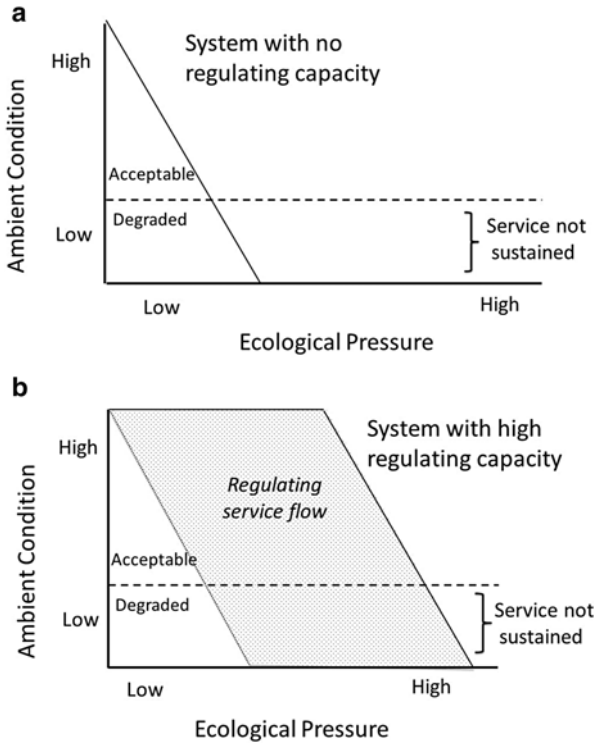 a
System with no
regulating capacity
High
Acceptable
Degraded
Low
Service not
sustained
Ambient Condition
Low
High
Ecological Pressure
b
System with high
regulating capacity
High
Regulating
service flow
Acceptable
Degraded
Low
Service not
sustained
Ambient Condition
Low
High
Ecological Pressure